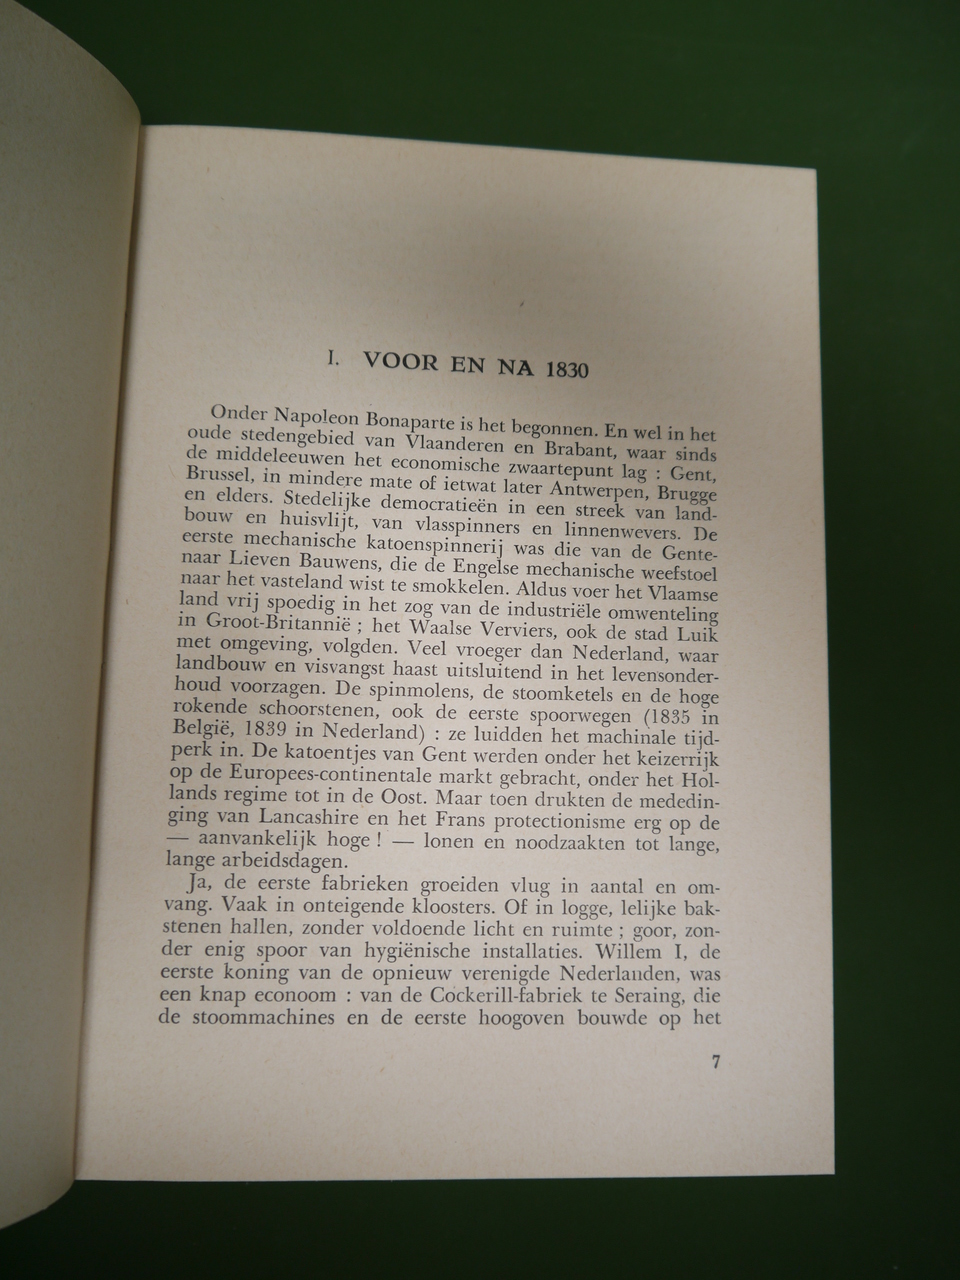 I. VOOR EN NA 1830
Onder Napoleon Bonaparte is het begonnen. En wel in het
oude stedengebied van Vlaanderen en Brabant, waar sinds
de middeleeuwen het economische zwaartepunt lag : Gent,
Brussel, in mindere mate of ietwat later Antwerpen, Brugge
en elders. Stedelijke democratieën in een streek van land-
bouw en huisvlijt, van vlasspinners en linnenwevers. De
eerste mechanische katoenspinnerij was die van de Gente-
naar Lieven Bauwens, die de Engelse mechanische weefstoel
naar het vasteland wist te smokkelen. Aldus voer het Vlaamse
land vrij spoedig in het zog van de industriële omwenteling
in Groot-Britannië ; het Waalse Verviers, ook de stad Luik
met omgeving, volgden. Veel vroeger dan Nederland, waar
landbouw en visvangst haast uitsluitend in het levensonder-
houd voorzagen. De spinmolens, de stoomketels en de hoge
rokende schoorstenen, ook de eerste spoorwegen (1835 in
België, 1839 in Nederland) : ze luidden het machinale tijd-
perk in. De katoentjes van Gent werden onder het keizerrijk
op de Europees-continentale markt gebracht, onder het Hol-
lands regime tot in de Oost. Maar toen drukten de mededin-
ging van Lancashire en het Frans protectionisme erg op de
— aanvankelijk hoge ! — lonen en noodzaakten tot lange,
lange arbeidsdagen.
Ja, de eerste fabrieken groeiden vlug in aantal en om-
vang. Vaak in onteigende kloosters. Of in logge, lelijke bak-
stenen hallen, zonder voldoende licht en ruimte ; goor, zon-
der enig spoor van hygiënische installaties. Willem I, de
eerste koning van de opnieuw verenigde Nederlanden, was
een knap econoom : van de Cockerill-fabriek te Seraing, die
de stoommachines en de eerste hoogoven bouwde op het
7